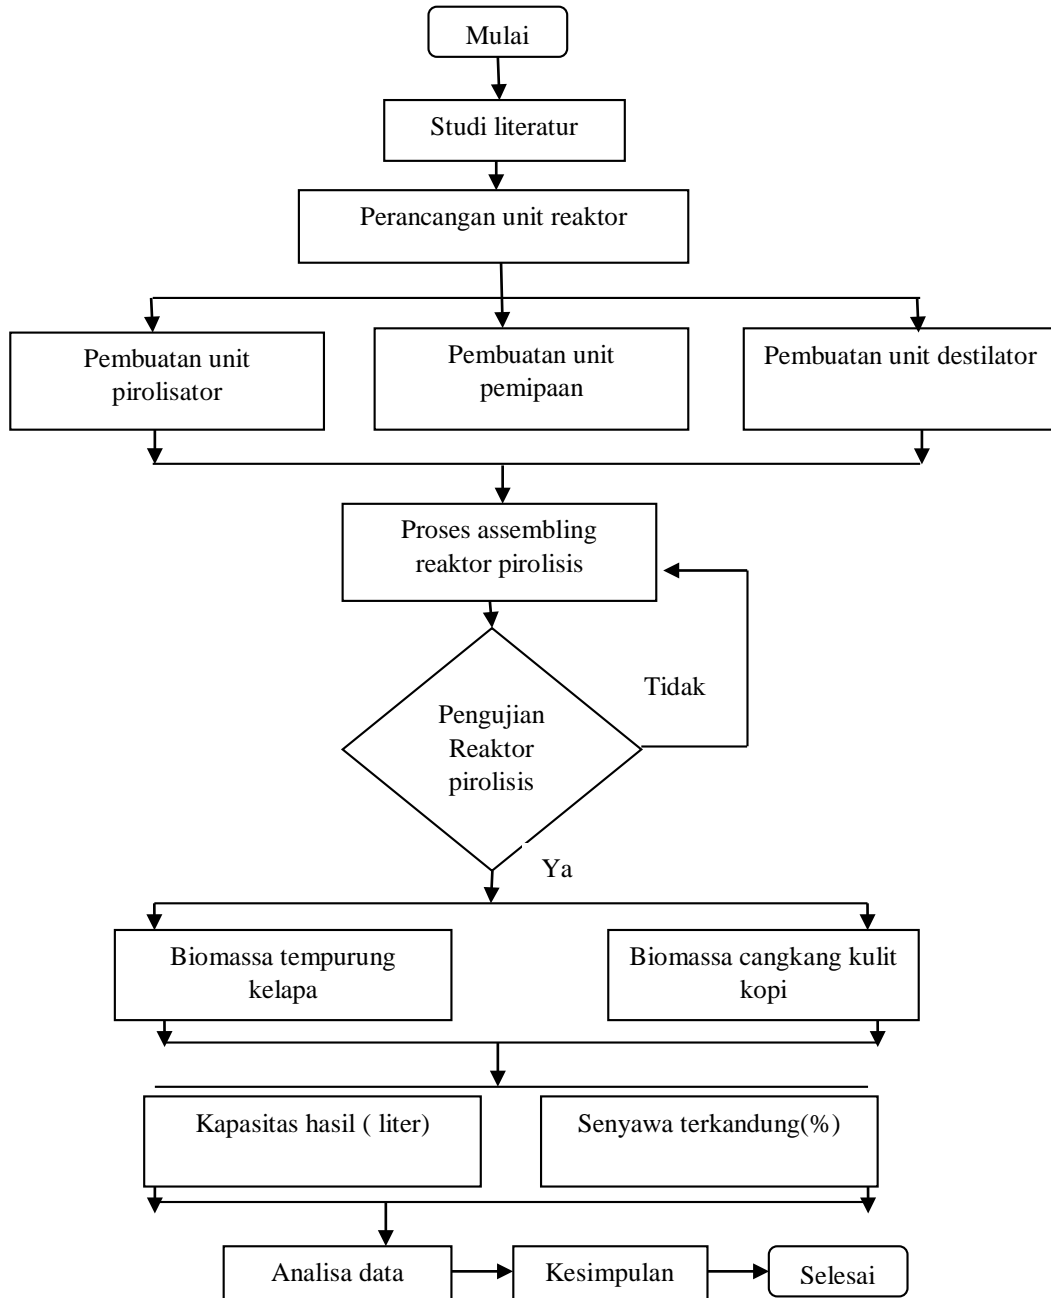 Mulai
Studi literatur
Perancangan unit reaktor
Pembuatan unit
pirolisator
Pembuatan unit
pemipaan
Pembuatan unit destilator
Proses assembling
reaktor pirolisis
Tidak
Pengujian
Reaktor
pirolisis
Ya
Biomassa tempurung
kelapa
Biomassa cangkang kulit
kopi
Kapasitas hasil ( liter)
Senyawa terkandung(%)
Analisa data
Kesimpulan
Selesai